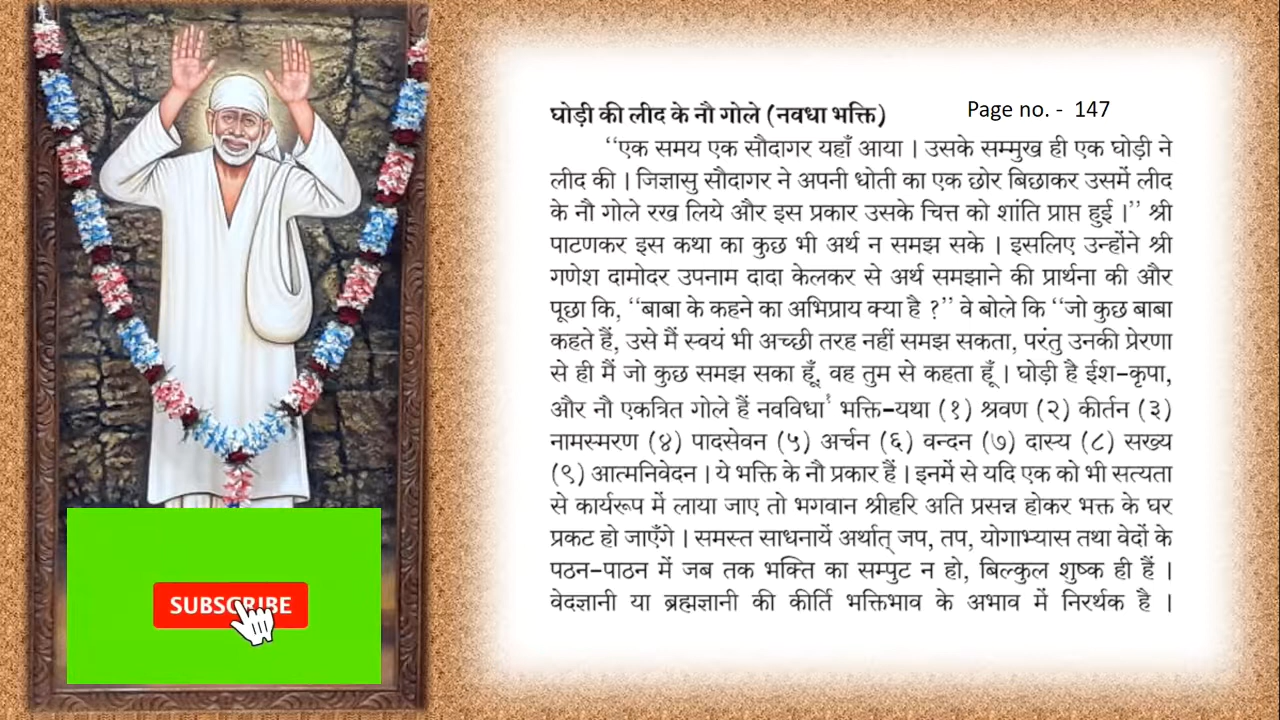 घोड़ी की लीद के नौ गोले (नवधा भक्ति)
Page no. - 147
‘‘एक समय एक सौदागर यहाँ आया । उसके सम्मुख ही एक घोड़ी ने
लीद की । जिज्ञासु सौदागर ने अपनी धोती का एक छोर बिछाकर उसमें लीद
के नौ गोले रख लिये और इस प्रकार उसके चित्त को शांति प्राप्त हुई ।’’ श्री
पाटणकर इस कथा का कुछ भी अर्थ न समझ सके । इसलिए उन्होंने श्री
गणेश दामोदर उपनाम दादा केलकर से अर्थ समझाने की प्रार्थना की और
पूछा कि, ‘‘बाबा के कहने का अभिप्राय क्या है ?’’ वे बोले कि ‘‘जो कुछ बाबा
कहते हैं, उसे मैं स्वयं भी अच्छी तरह नहीं समझ सकता, परंतु उनकी प्रेरणा
से ही मैं जो कुछ समझ सका हूँ, वह तुम से कहता हूँ । घोड़ी है ईश-कृपा,
और नौ एकत्रित गोले हैं नवविधा१ भक्ति-यथा (१) श्रवण (२) कीर्तन (३)
नामस्मरण (४) पादसेवन (५) अर्चन (६) वन्दन (७) दास्य (८) सख्य
(९) आत्मनिवेदन । ये भक्ति के नौ प्रकार हैं । इनमें से यदि एक को भी सत्यता
से कार्यरूप में लाया जाए तो भगवान श्रीहरि अति प्रसन्न होकर भक्त के घर
प्रकट हो जाएँगे । समस्त साधनायें अर्थात् जप, तप, योगाभ्यास तथा वेदों के
पठन-पाठन में जब तक भक्ति का सम्पुट न हो, बिल्कुल शुष्क ही हैं ।
वेदज्ञानी या ब्रह्मज्ञानी की कीर्ति भक्तिभाव के अभाव में निरर्थक है ।
SUBSCRIBE